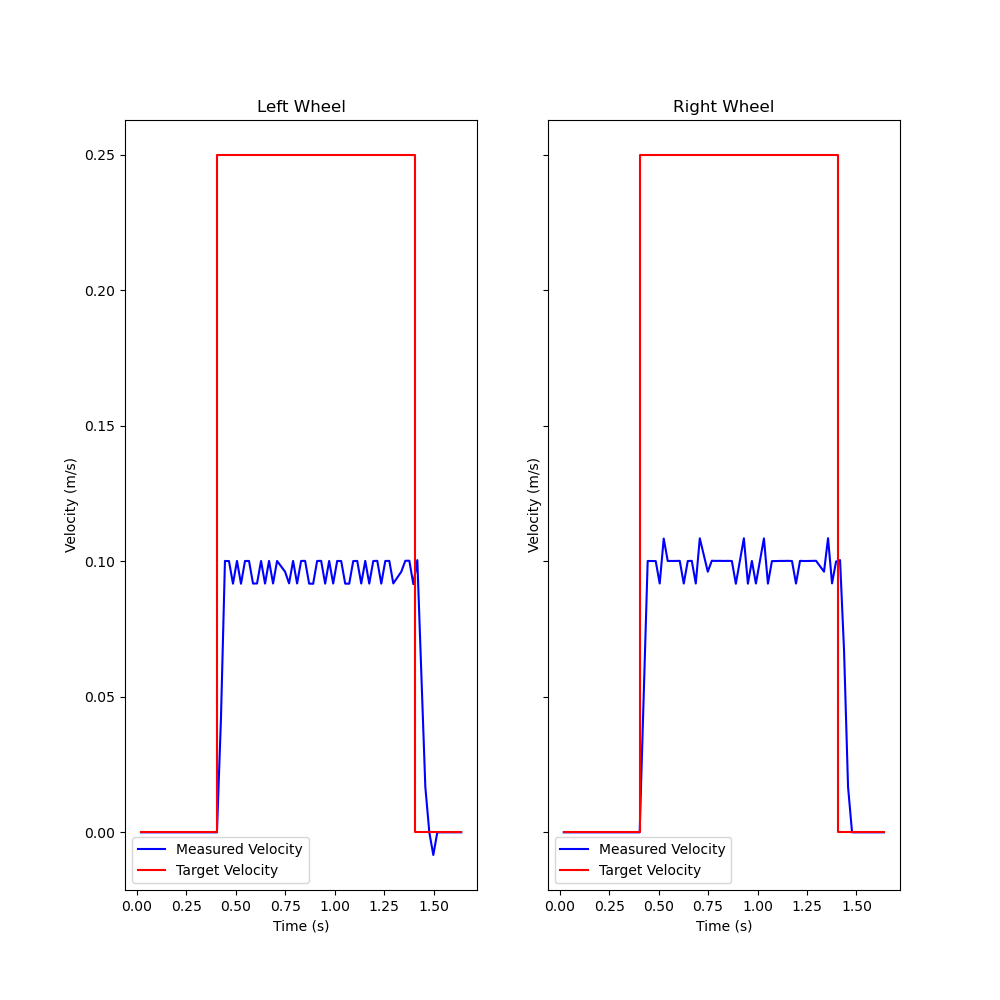 Left Wheel
Right Wheel
0.25
0.20
0.15
0.10
0.05
0.00
Velocity (m/s)
Velocity (m/s)
Measured Velocity
Target Velocity
Measured Velocity
Target Velocity
0.00 0.25 0.50 0.75 1.00 1.25 1.50
0.00 0.25 0.50 0.75 1.00 1.25 1.50
Time (s)
Time (s)